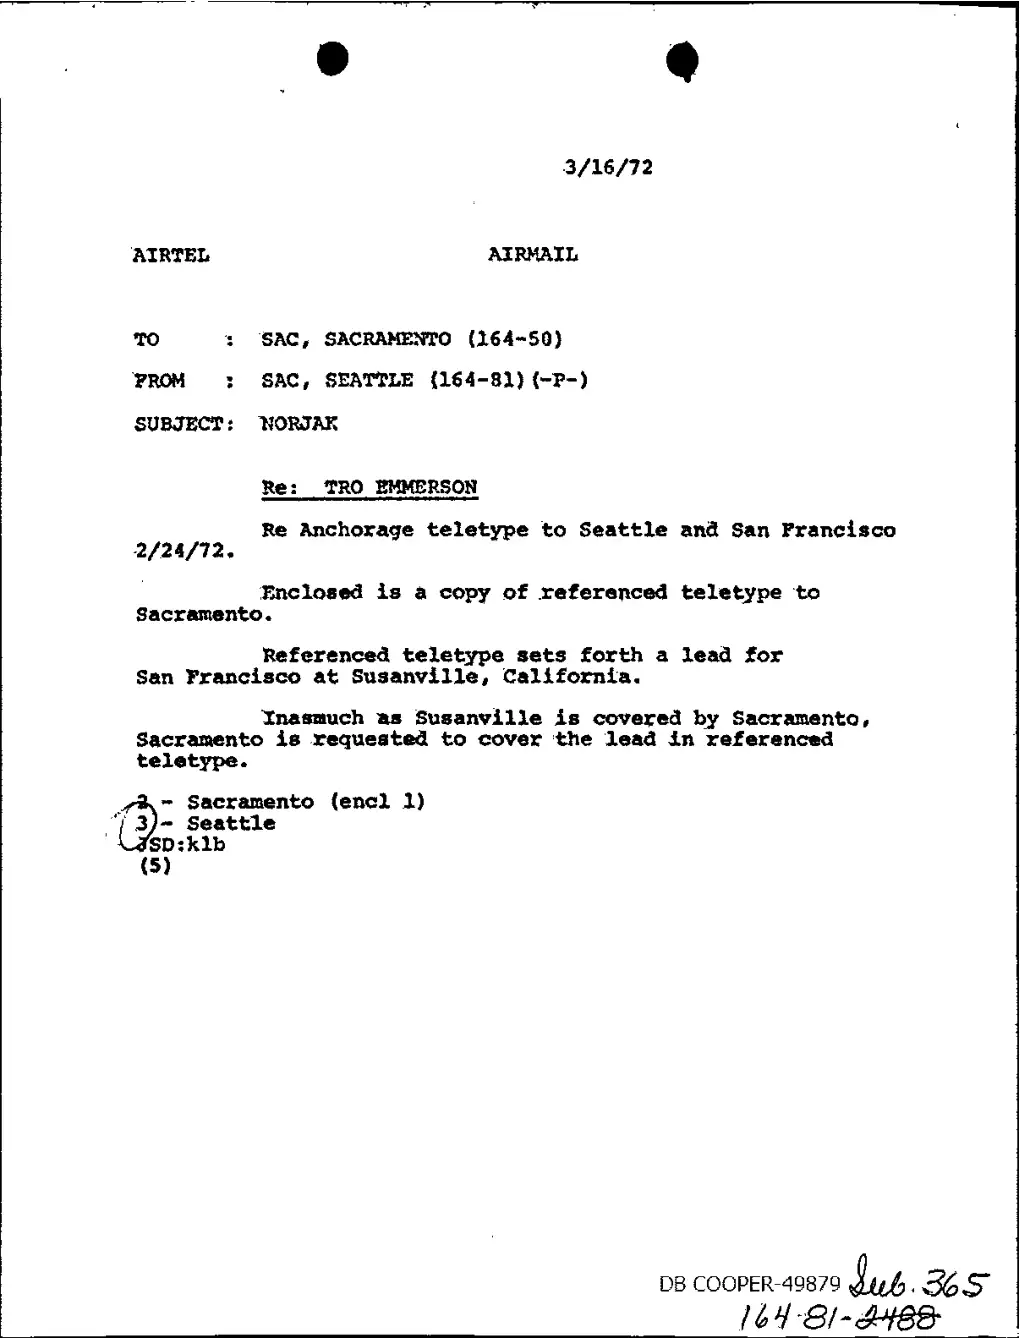 3/16/72
AIRTEL AIRMAIL
TO : SAC, SACRAMENTO (164-50)
FROM : SAC, SEATTLE (164-81)(-P-)
SUBJECT: NORJAK
Re: TRO EMMERSON
Re Anchorage teletype to Seattle and San Francisco
2/24/72.
Enclosed is a copy of referenced teletype to
Sacramento.
Referenced teletype sets forth a lead for
San Francisco at Susanville, California.
Inasmuch as Susanville is covered by Sacramento,
Sacramento is requested to cover the lead in referenced
teletype.
2 - Sacramento (encl 1)
3 - Seattle
JSD:klb
(5)
DB COOPER-49879 Sub. 365
164-81-2488